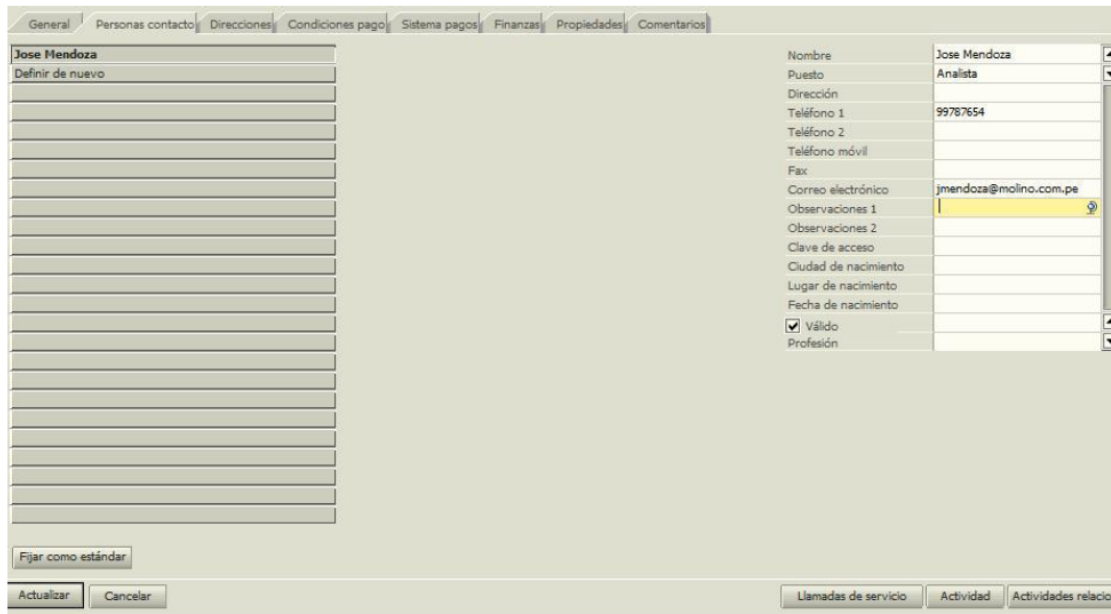 General Personas contacto Direcciones Condiciones pago Sistema pagos Finanzas Propiedades Comentarios
Jose Mendoza
Definir de nuevo
Nombre Jose Mendoza
Puesto Analista
Dirección
Teléfono 1 99787654
Teléfono 2
Teléfono móvil
Fax
Correo electrónico jmendoza@molino.com.pe
Observaciones 1
Observaciones 2
Clave de acceso
Ciudad de nacimiento
Lugar de nacimiento
Fecha de nacimiento
Válido
Profesión
Fijar como estándar
Actualizar Cancelar Llamadas de servicio Actividad Actividades relacio